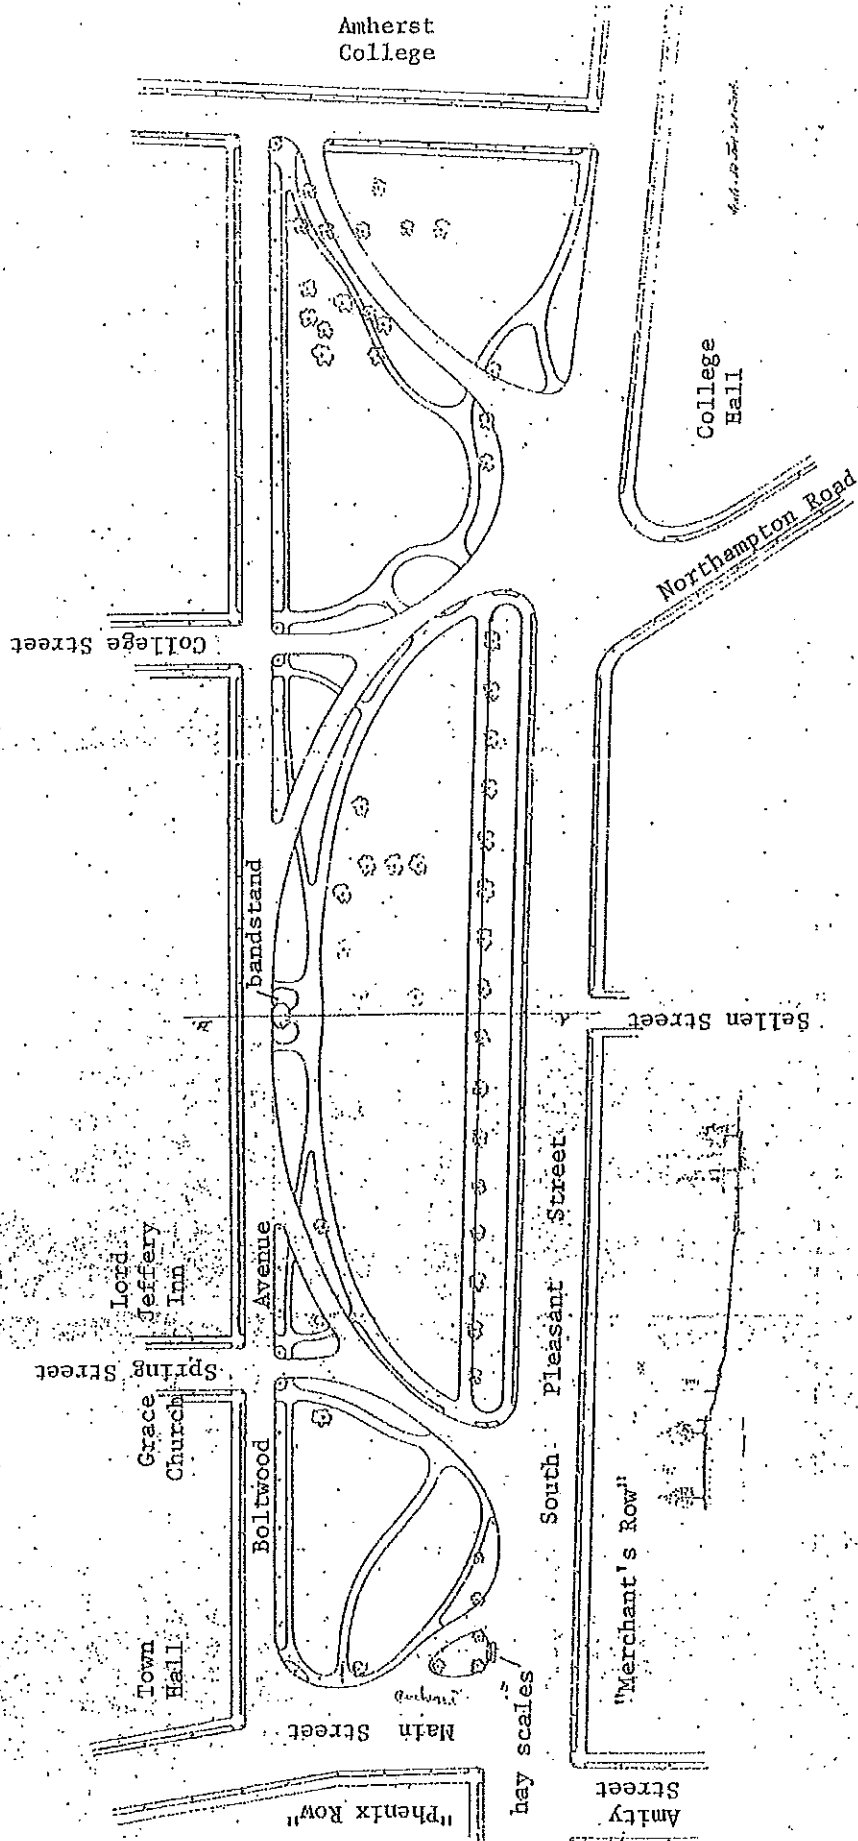 Amherst
College
College
Hall
Northampton Road
College Street
bandstand
Sellen Street
Lord
Jeffery
Inn
Avenue
Spring Street
Grace
Church
Boltwood
South Pleasant Street
"Merchant's Row"
Town
Hall
Main Street
hay scales
"Phenix Row"
Amity
Street